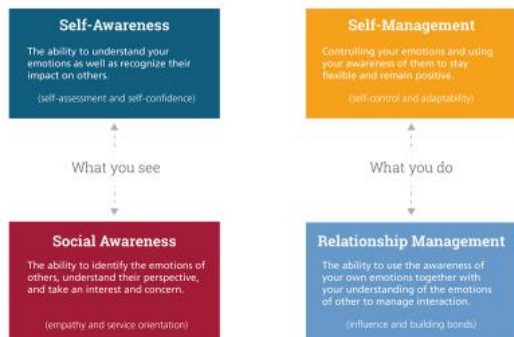 Self-Awareness
The ability to understand your
emotions as well as recognize their
impact on others.
(self-assessment and self-confidence)
Self-Management
Controlling your emotions and using
your awareness of them to stay
flexible and remain positive.
(self-control and adaptability)
What you see
What you do
Social Awareness
The ability to identify the emotions of
others, understand their perspective,
and take an interest and concern.
(empathy and service orientation)
Relationship Management
The ability to use the awareness of
your own emotions together with
your understanding of the emotions
of other to manage interaction.
(influence and building bonds)